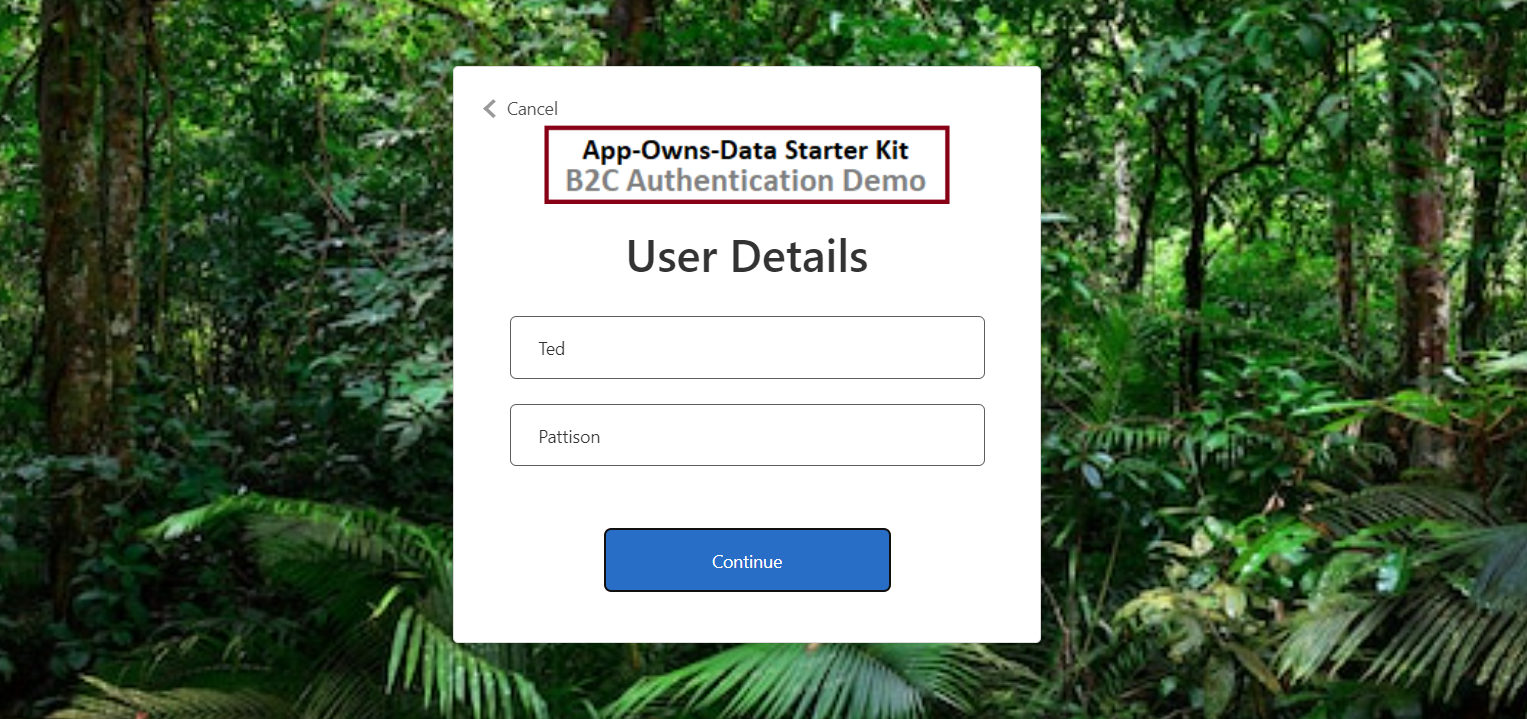 Cancel
App-Owns-Data Starter Kit
B2C Authentication Demo
User Details
Ted
Pattison
Continue